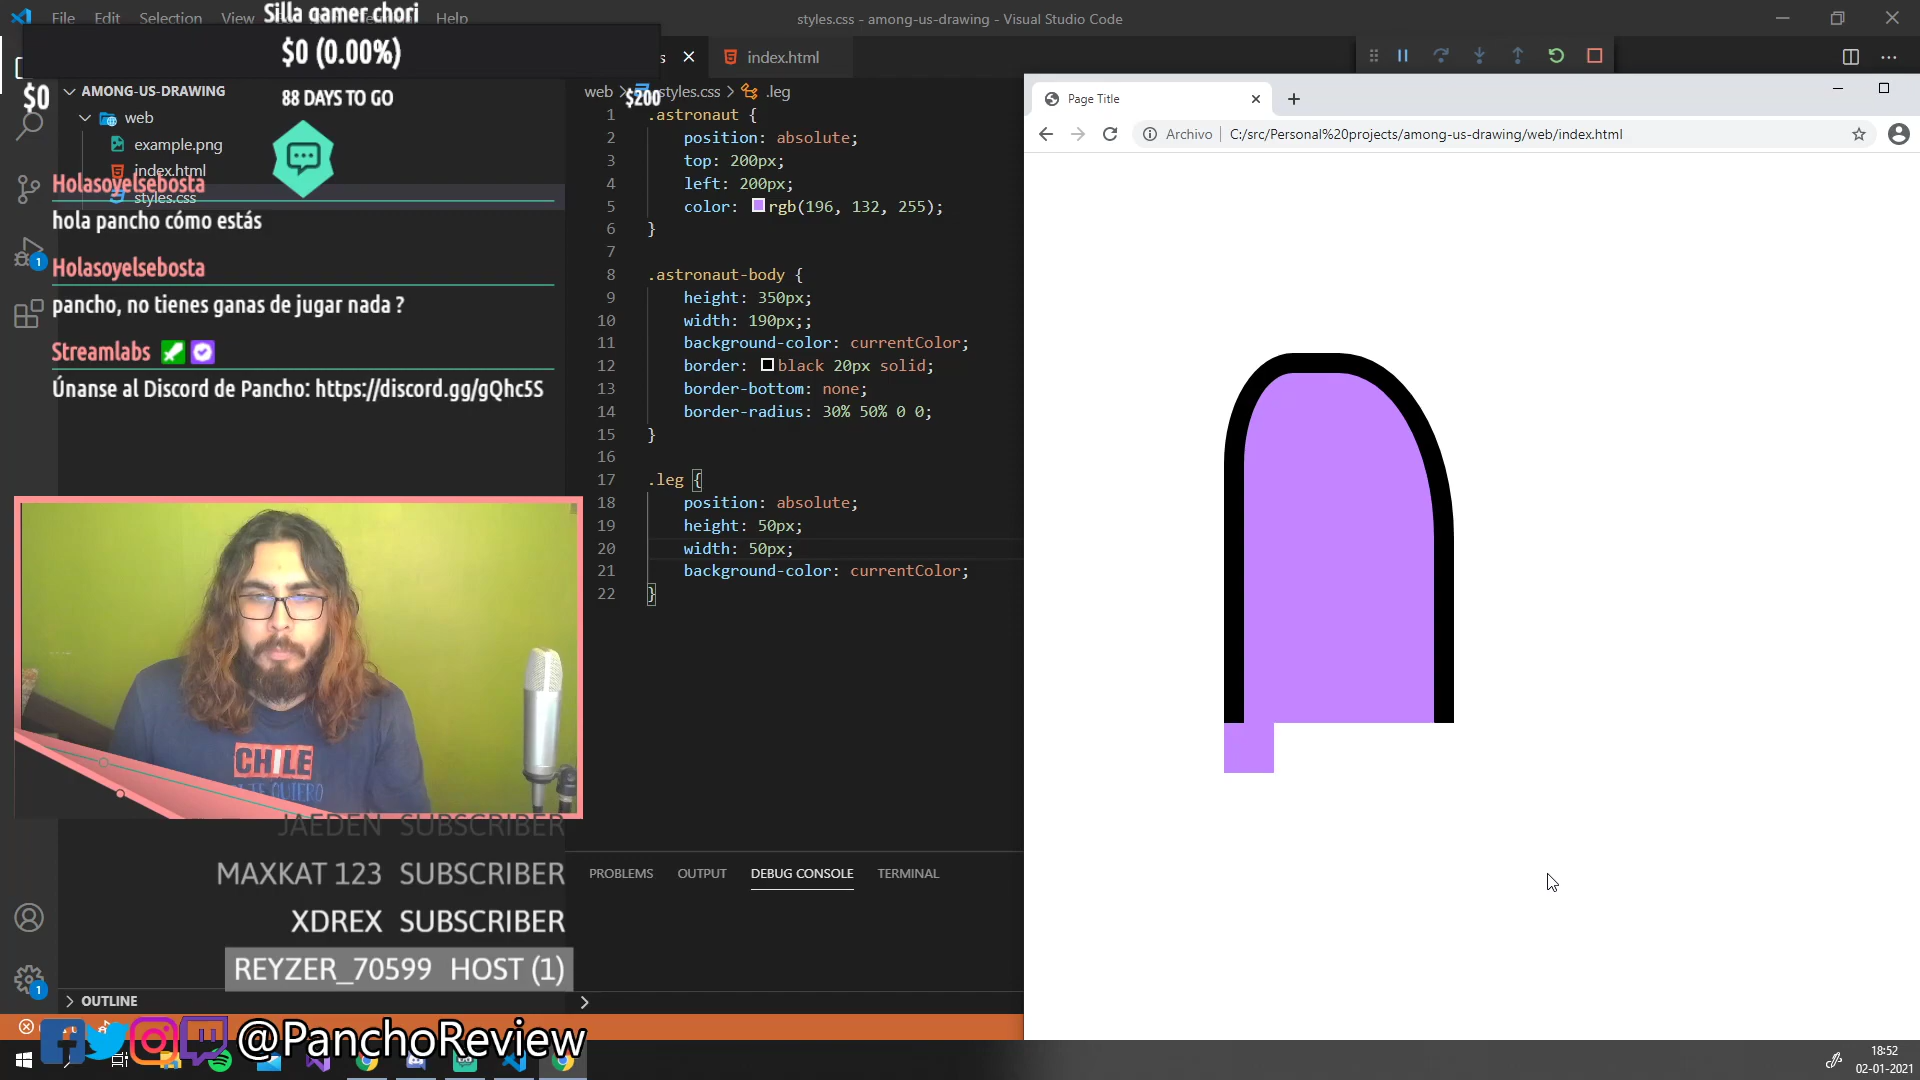 File Edit Selection View Help
styles.css - among-us-drawing - Visual Studio Code
Silla gamer chori
$0 (0.00%)
$0
88 DAYS TO GO
$200
AMONG-US-DRAWING
web
example.png
index.html
styles.css
Holasoyelsebosta
hola pancho cómo estás
Holasoyelsebosta
pancho, no tienes ganas de jugar nada ?
Streamlabs
Únanse al Discord de Pancho: https://discord.gg/gQhc5S
CHILE
JAEDEN SUBSCRIBER
MAXKAT 123 SUBSCRIBER
XDREX SUBSCRIBER
REYZER_70599 HOST (1)
OUTLINE
@PanchoReview
index.html
web > styles.css > .leg
1 .astronaut {
2 position: absolute;
3 top: 200px;
4 left: 200px;
5 color: rgb(196, 132, 255);
6 }
7
8 .astronaut-body {
9 height: 350px;
10 width: 190px;;
11 background-color: currentColor;
12 border: black 20px solid;
13 border-bottom: none;
14 border-radius: 30% 50% 0 0;
15 }
16
17 .leg {
18 position: absolute;
19 height: 50px;
20 width: 50px;
21 background-color: currentColor;
22 }
PROBLEMS OUTPUT DEBUG CONSOLE TERMINAL
Page Title
Archivo C:/src/Personal%20projects/among-us-drawing/web/index.html
1
1
18:52
02-01-2021